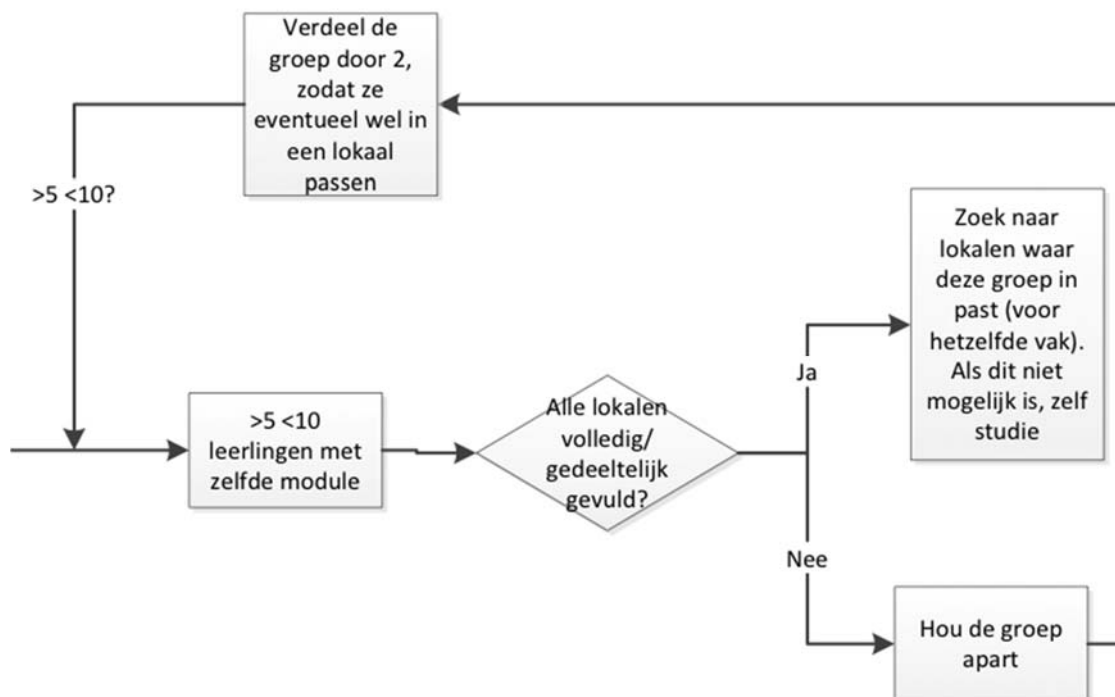 Verdeel de
groep door 2,
zodat ze
eventueel wel in
een lokaal
passen
>5 <10?
Zoek naar
lokalen waar
deze groep in
past (voor
hetzelfde vak).
Als dit niet
mogelijk is, zelf
studie
Ja
>5 <10
leerlingen met
zelfde module
Alle lokalen
volledig/
gedeeltelijk
gevuld?
Nee
Hou de groep
apart